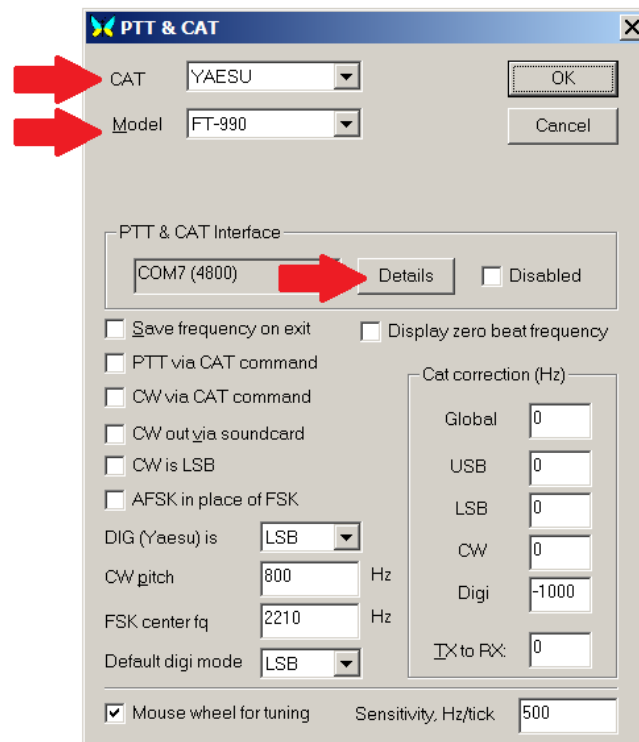 PTT & CAT
CAT YAESU OK
Model FT-990 Cancel
PTT & CAT Interface
COM7 (4800) Details Disabled
Save frequency on exit Display zero beat frequency
PTT via CAT command
Cat correction (Hz)
CW via CAT command
Global 0
CW out via soundcard
CW is LSB
USB 0
AFSK in place of FSK
LSB 0
DIG (Yaesu) is LSB
CW 0
CW pitch 800 Hz
Digi -1000
FSK center fq 2210 Hz
TX to RX: 0
Default digi mode LSB
Mouse wheel for tuning Sensitivity, Hz/tick 500